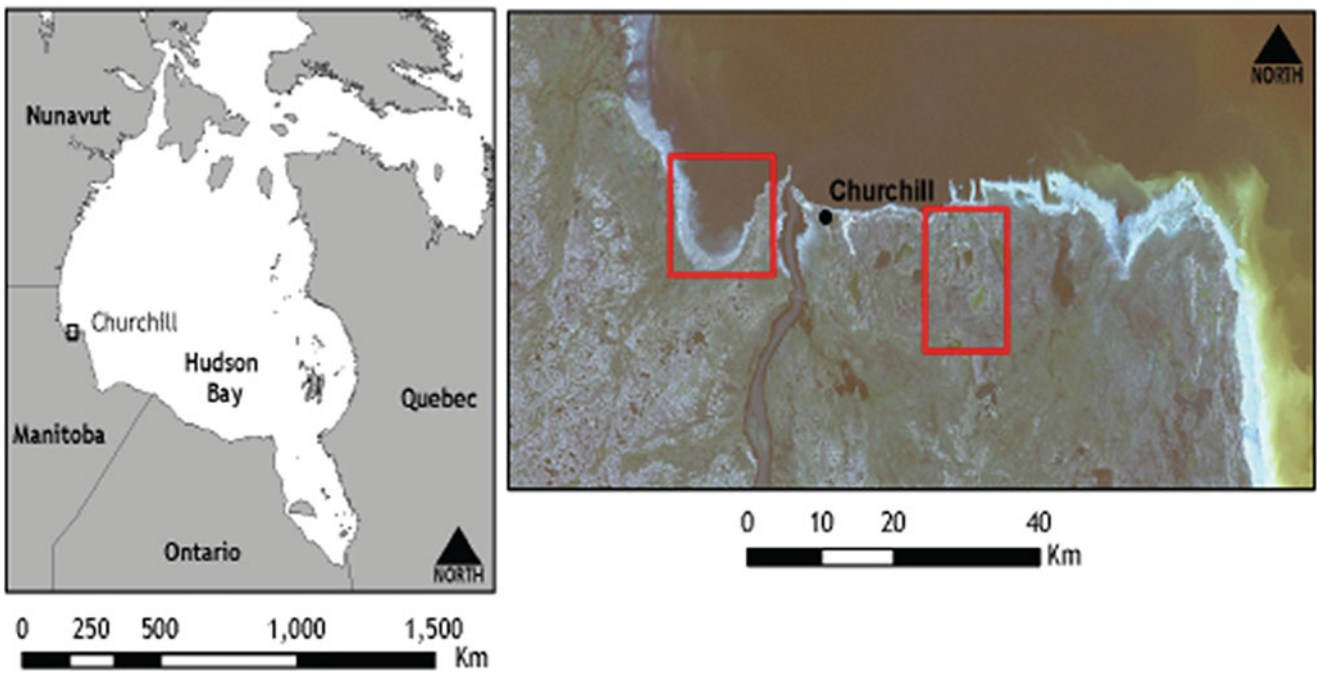 Nunavut
Churchill
Hudson
Bay
Quebec
Manitoba
Ontario
NORTH
0 250 500 1,000 1,500
Km
NORTH
Churchill
0 10 20 40
Km